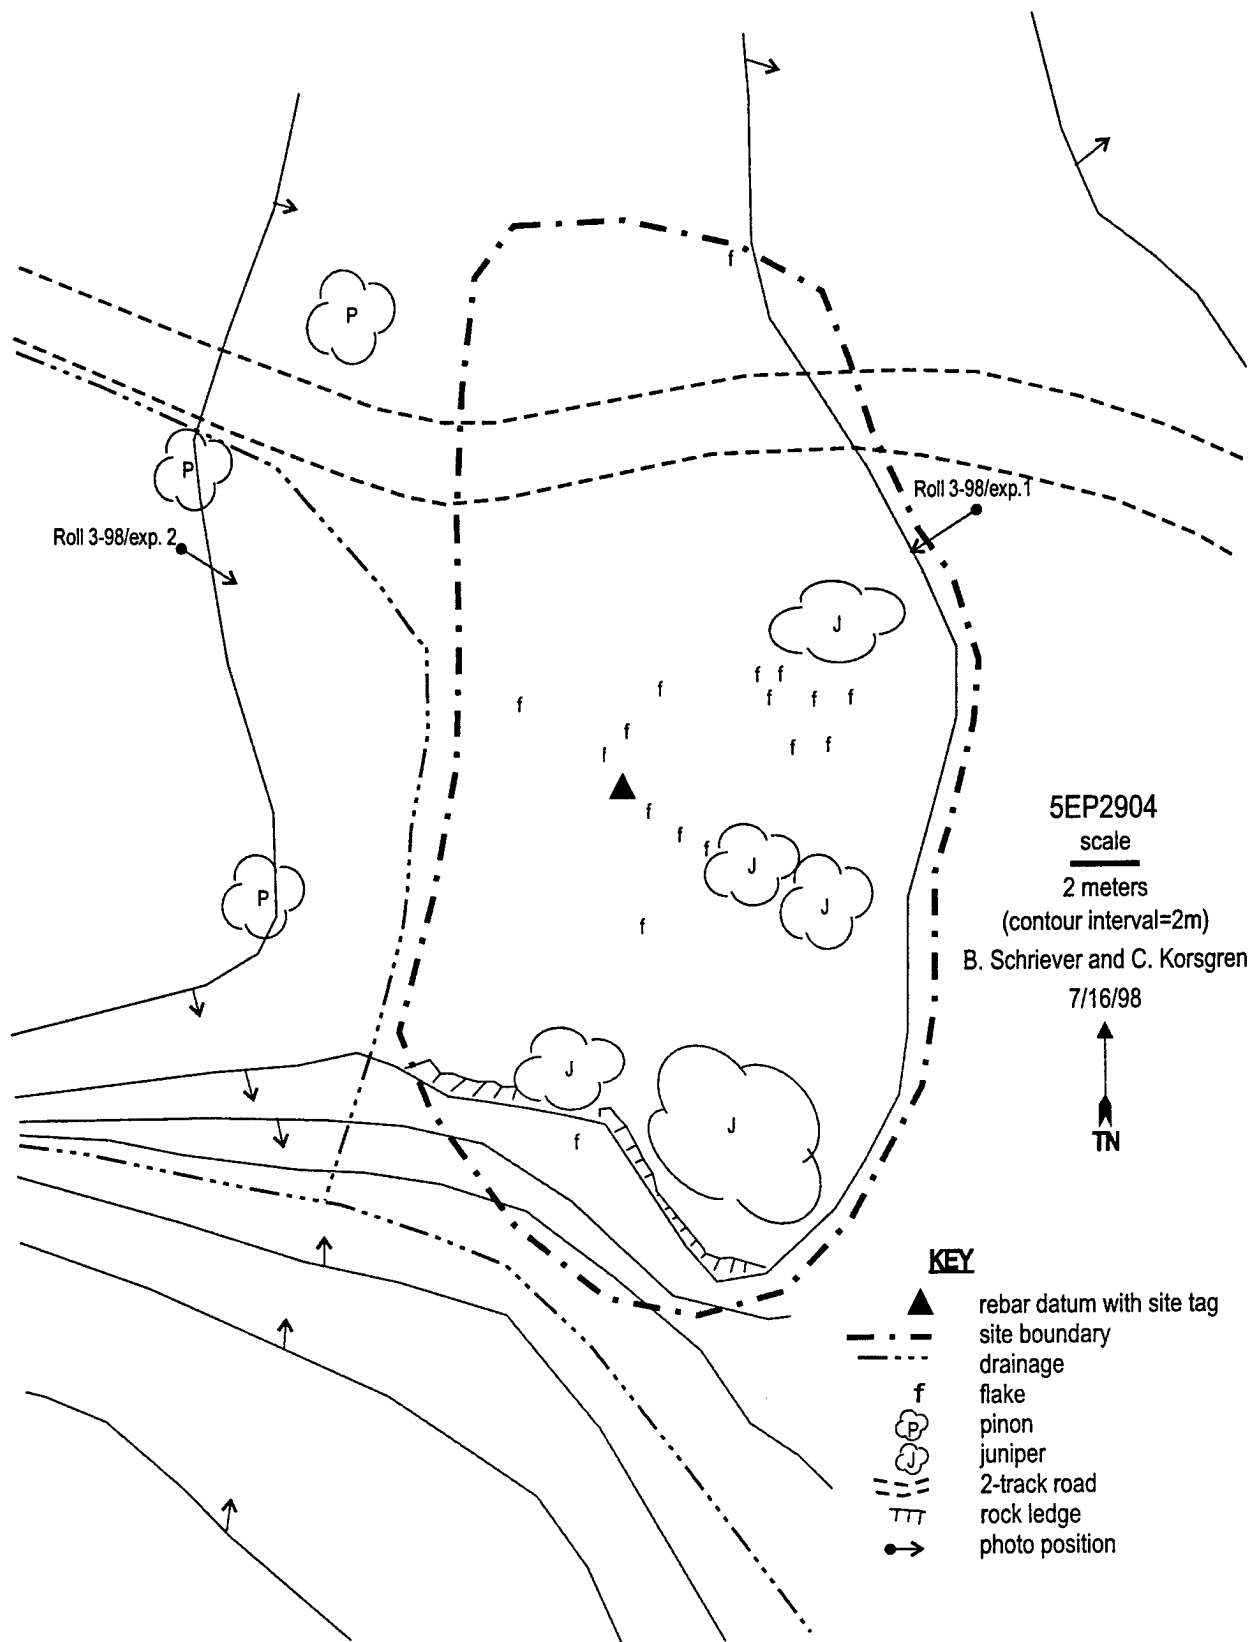 f
P
P
Roll 3-98/exp.1
Roll 3-98/exp. 2
J
f f
f
f
f f f
f
f
f f
5EP2904
scale
2 meters
(contour interval=2m)
B. Schriever and C. Korsgren
7/16/98
TN
f
f
f
J
P
J
f
J
J
f
KEY
rebar datum with site tag
site boundary
drainage
f flake
P pinon
J juniper
2-track road
rock ledge
photo position